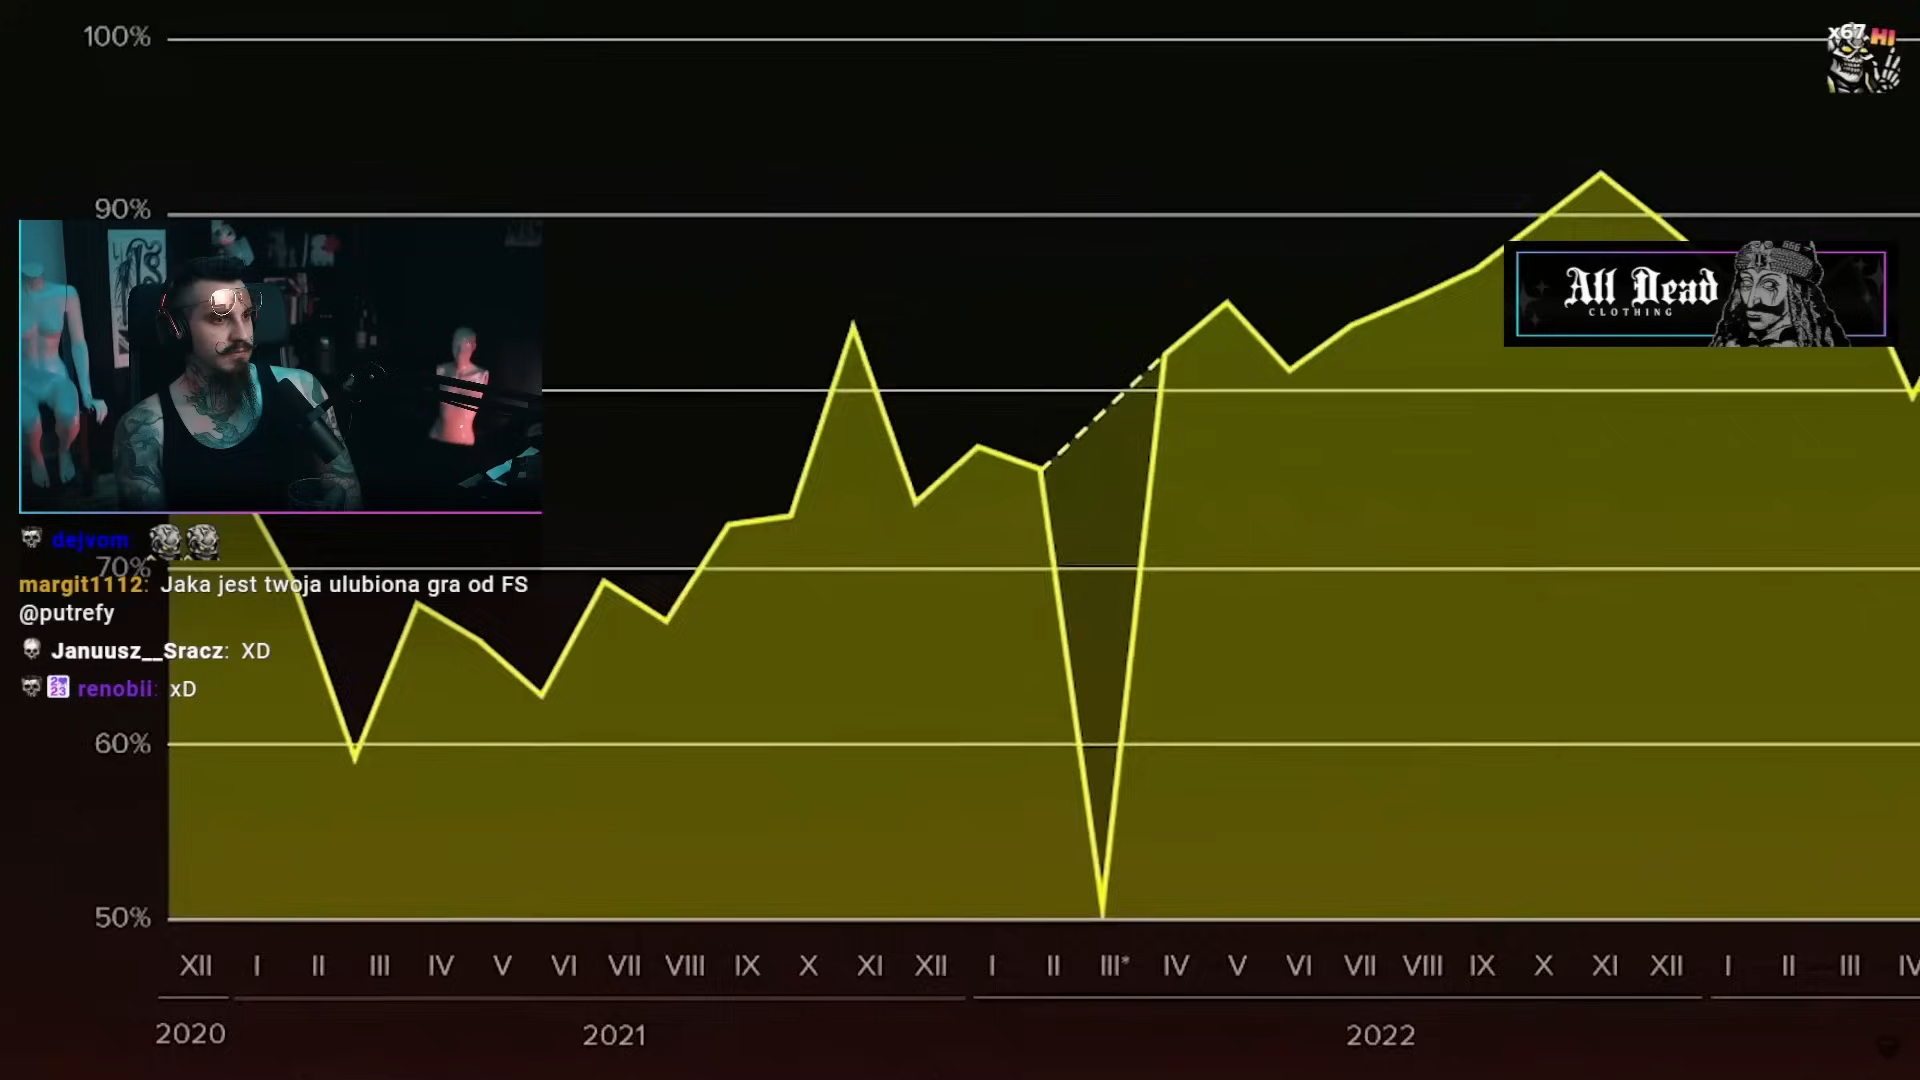 100%
x67 HI
90%
All Dead
CLOTHING
dejvom:
70%
margit1112: Jaka jest twoja ulubiona gra od FS
@putrefy
Januusz__Sracz: XD
2023 renobii: xD
60%
50%
XII I II III IV V VI VII VIII IX X XI XII I II III* IV V VI VII VIII IX X XI XII I II III IV
2020 2021 2022